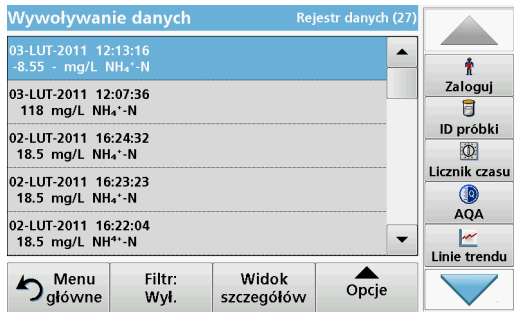 Wywoływanie danych Rejestr danych (27)
03-LUT-2011 12:13:16
-8.55 - mg/L NH₄⁺-N
03-LUT-2011 12:07:36
118 mg/L NH₄⁺-N
02-LUT-2011 16:24:32
18.5 mg/L NH₄⁺-N
02-LUT-2011 16:23:23
18.5 mg/L NH₄⁺-N
02-LUT-2011 16:22:04
18.5 mg/L NH⁴⁺-N
Zaloguj
ID próbki
Licznik czasu
AQA
Linie trendu
Menu
główne
Filtr:
Wył.
Widok
szczegółów
Opcje